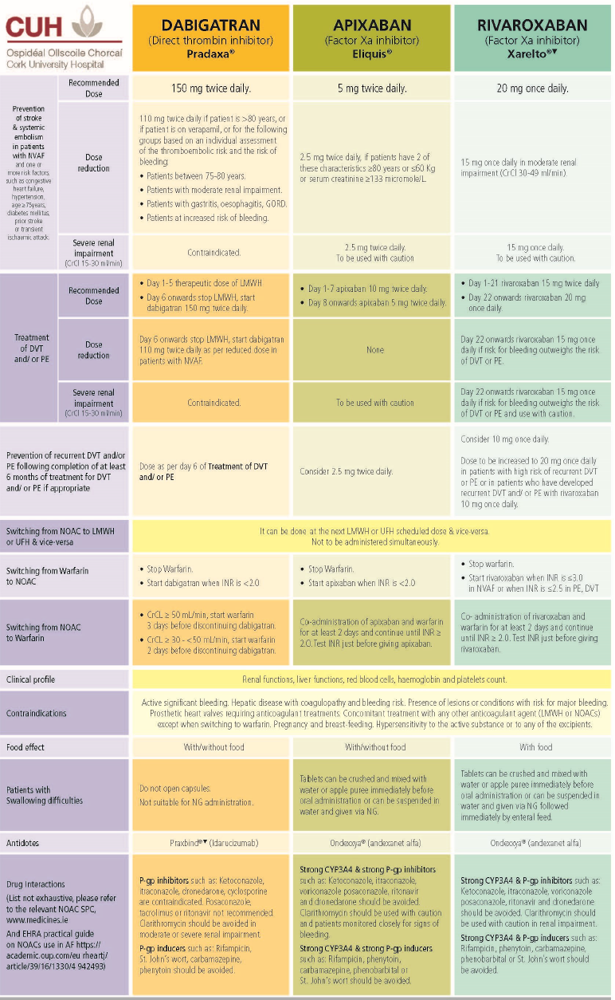 CUH
Ospidéal Ollscoile Chorcaí
Cork University Hospital
DABIGATRAN
(Direct thrombin inhibitor)
Pradaxa®
APIXABAN
(Factor Xa inhibitor)
Eliquis®
RIVAROXABAN
(Factor Xa inhibitor)
Xarelto®▼
Prevention
of stroke
& systemic
embolism
in patients
with NVAF
and one or
more risk factors,
such as congestive
heart failure,
hypertension,
age ≥75years,
diabetes mellitus,
prior stroke
or transient
ischaemic attack.
Recommended
Dose
150 mg twice daily.
5 mg twice daily.
20 mg once daily.
Dose
reduction
110 mg twice daily if patient is >80 years, or
if patient is on verapamil, or for the following
groups based on an individual assessment
of the thromboembolic risk and the risk of
bleeding:
• Patients between 75-80 years.
• Patients with moderate renal impairment.
• Patients with gastritis, oesophagitis, GORD.
• Patients at increased risk of bleeding.
2.5 mg twice daily, if patients have 2 of
these characteristics ≥80 years or ≤60 Kg
or serum creatinine ≥133 micromole/L.
15 mg once daily in moderate renal
impairment (CrCl 30-49 ml/min).
Severe renal
impairment
(CrCl 15-30 ml/min)
Contraindicated.
2.5 mg twice daily.
To be used with caution
15 mg once daily.
To be used with caution.
Treatment
of DVT
and/ or PE
Recommended
Dose
• Day 1-5 therapeutic dose of LMWH
• Day 6 onwards stop LMWH, start
dabigatran 150 mg twice daily.
• Day 1-7 apixaban 10 mg twice daily.
• Day 8 onwards apixaban 5 mg twice daily.
• Day 1-21 rivaroxaban 15 mg twice daily
• Day 22 onwards rivaroxaban 20 mg
once daily.
Dose
reduction
Day 6 onwards stop LMWH, start dabigatran
110 mg twice daily as per reduced dose in
patients with NVAF.
None
Day 22 onwards rivaroxaban 15 mg once
daily if risk for bleeding outweighs the risk
of DVT or PE.
Severe renal
impairment
(CrCl 15-30 ml/min)
Contraindicated.
To be used with caution
Day 22 onwards rivaroxaban 15 mg once
daily if risk for bleeding outweighs the risk
of DVT or PE and use with caution.
Prevention of recurrent DVT and/or
PE following completion of at least
6 months of treatment for DVT
and/ or PE if appropriate
Dose as per day 6 of Treatment of DVT
and/ or PE
Consider 2.5 mg twice daily.
Consider 10 mg once daily.
Dose to be increased to 20 mg once daily
in patients with high risk of recurrent DVT
or PE or in patients who have developed
recurrent DVT and/ or PE with rivaroxaban
10 mg once daily.
Switching from NOAC to LMWH
or UFH & vice-versa
It can be done at the next LMWH or UFH scheduled dose & vice-versa.
Not to be administered simultaneously.
Switching from Warfarin
to NOAC
• Stop Warfarin.
• Start dabigatran when INR is <2.0
• Stop Warfarin.
• Start apixaban when INR is <2.0
• Stop warfarin.
• Start rivaroxaban when INR is ≤3.0
in NVAF or when INR is ≤2.5 in PE, DVT
Switching from NOAC
to Warfarin
• CrCL ≥ 50 mL/min, start warfarin
3 days before discontinuing dabigatran.
• CrCL ≥ 30 - <50 mL/min, start warfarin
2 days before discontinuing dabigatran.
Co-administration of apixaban and warfarin
for at least 2 days and continue until INR ≥
2.0. Test INR just before giving apixaban.
Co- administration of rivaroxaban and
warfarin for at least 2 days and continue
until INR ≥ 2.0. Test INR just before giving
rivaroxaban.
Clinical profile
Renal functions, liver functions, red blood cells, haemoglobin and platelets count.
Contraindications
Active significant bleeding. Hepatic disease with coagulopathy and bleeding risk. Presence of lesions or conditions with risk for major bleeding.
Prosthetic heart valves requiring anticoagulant treatments. Concomitant treatment with any other anticoagulant agent (LMWH or NOACs)
except when switching to warfarin. Pregnancy and breast-feeding. Hypersensitivity to the active substance or to any of the excipients.
Food effect
With/without food
With/without food
With food
Patients with
Swallowing difficulties
Do not open capsules.
Not suitable for NG administration.
Tablets can be crushed and mixed with
water or apple puree immediately before
oral administration or can be suspended in
water and given via NG.
Tablets can be crushed and mixed with
water or apple puree immediately before
oral administration or can be suspended in
water and given via NG followed
immediately by enteral feed.
Antidotes
Praxbind®▼ (Idarucizumab)
Ondexxya® (andexanet alfa)
Ondexxya® (andexanet alfa)
Drug Interactions
(List not exhaustive, please refer
to the relevant NOAC SPC,
www.medicines.ie
And EHRA practical guide
on NOACs use in AF https://
academic.oup.com/eu rheartj/
article/39/16/1330/4 942493)
P-gp inhibitors such as: Ketoconazole,
itraconazole, dronedarone, cyclosporine
are contraindicated. Posaconazole,
tacrolimus or ritonavir not recommended.
Clarithromycin should be avoided in
moderate or severe renal impairment.
P-gp inducers such as: Rifampicin,
St. John's wort, carbamazepine,
phenytoin should be avoided.
Strong CYP3A4 & strong P-gp inhibitors
such as: Ketoconazole, itraconazole,
voriconazole posaconazole, ritonavir
and dronedarone should be avoided.
Clarithromycin should be used with caution
and patients monitored closely for signs of
bleeding.
Strong CYP3A4 & strong P-gp inducers
such as: Rifampicin, phenytoin,
carbamazepine, phenobarbital or
St. John's wort should be avoided.
Strong CYP3A4 & P-gp inhibitors such as:
Ketoconazole, itraconazole, voriconazole
posaconazole, ritonavir and dronedarone
should be avoided. Clarithromycin should
be used with caution in renal impairment.
Strong CYP3A4 & P-gp inducers such as:
Rifampicin, phenytoin, carbamazepine,
phenobarbital or St. John's wort should
be avoided.